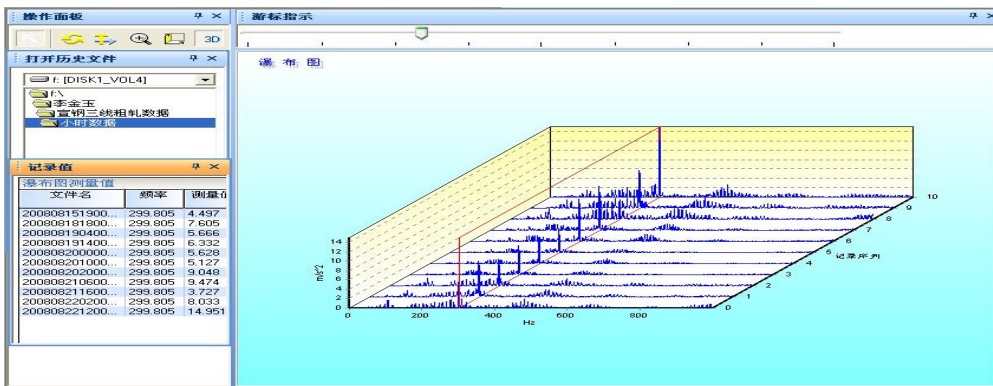 操作面板
3D
打开历史文件
f: [DISK1_VOL4]
f:\
李金玉
宣钢三线粗轧数据
小时数据
记录值
瀑布图测量值
文件名 频率 测量值
200808151900... 299.805 4.497
200808181800... 299.805 7.605
200808190400... 299.805 5.666
200808191400... 299.805 6.332
200808200000... 299.805 5.628
200808201000... 299.805 5.127
200808202000... 299.805 9.048
200808210600... 299.805 9.474
200808211600... 299.805 3.727
200808220200... 299.805 8.033
200808221200... 299.805 14.951
游标指示
瀑 布 图
m/s^2
14
12
10
8
6
4
2
0
0 200 400 600 800
Hz
0
1
2
3
4
5
6
7
8
9
10
记录序列